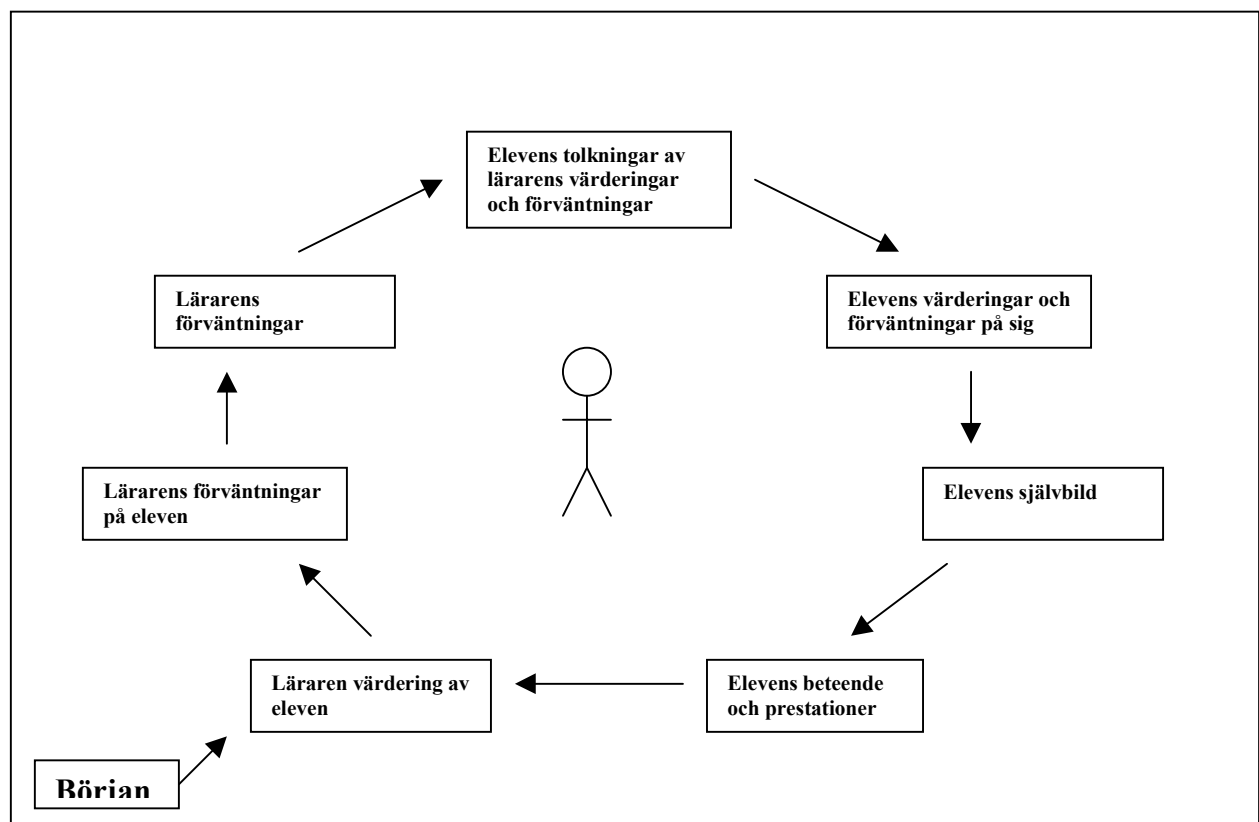 Elevens tolkningar av
lärarens värderingar
och förväntningar
Lärarens
förväntningar
Elevens värderingar och
förväntningar på sig
Lärarens förväntningar
på eleven
Elevens självbild
Läraren värdering av
eleven
Elevens beteende
och prestationer
Början